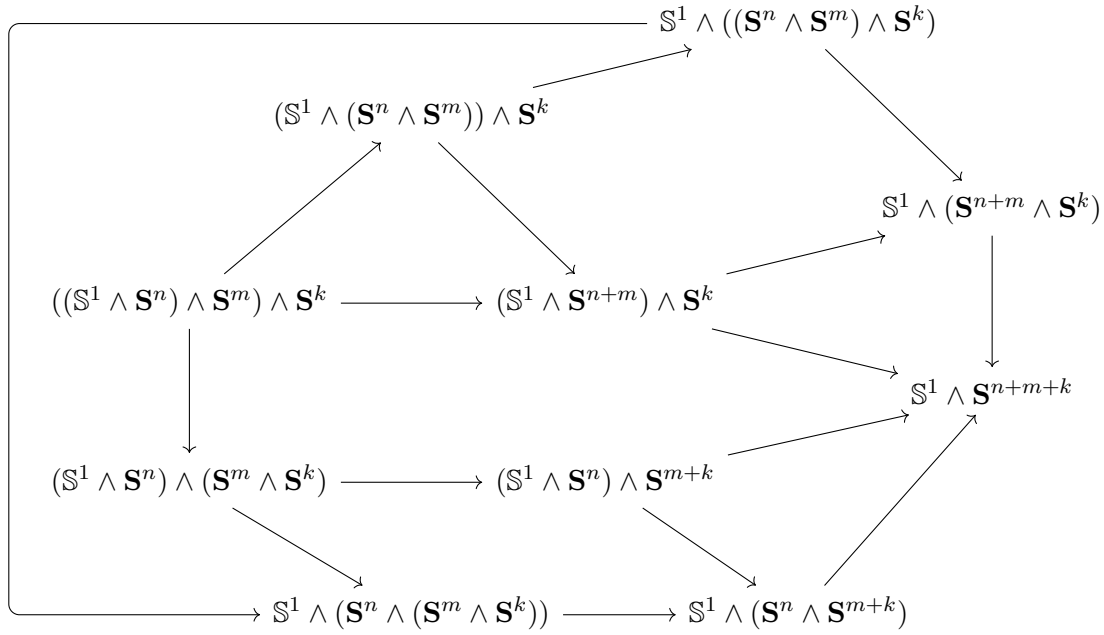 𝕊¹ ∧ ((𝐒ⁿ ∧ 𝐒ᵐ) ∧ 𝐒ᵏ)
(𝕊¹ ∧ (𝐒ⁿ ∧ 𝐒ᵐ)) ∧ 𝐒ᵏ
𝕊¹ ∧ (𝐒ⁿ⁺ᵐ ∧ 𝐒ᵏ)
((𝕊¹ ∧ 𝐒ⁿ) ∧ 𝐒ᵐ) ∧ 𝐒ᵏ (𝕊¹ ∧ 𝐒ⁿ⁺ᵐ) ∧ 𝐒ᵏ
𝕊¹ ∧ 𝐒ⁿ⁺ᵐ⁺ᵏ
(𝕊¹ ∧ 𝐒ⁿ) ∧ (𝐒ᵐ ∧ 𝐒ᵏ) (𝕊¹ ∧ 𝐒ⁿ) ∧ 𝐒ᵐ⁺ᵏ
𝕊¹ ∧ (𝐒ⁿ ∧ (𝐒ᵐ ∧ 𝐒ᵏ)) 𝕊¹ ∧ (𝐒ⁿ ∧ 𝐒ᵐ⁺ᵏ)